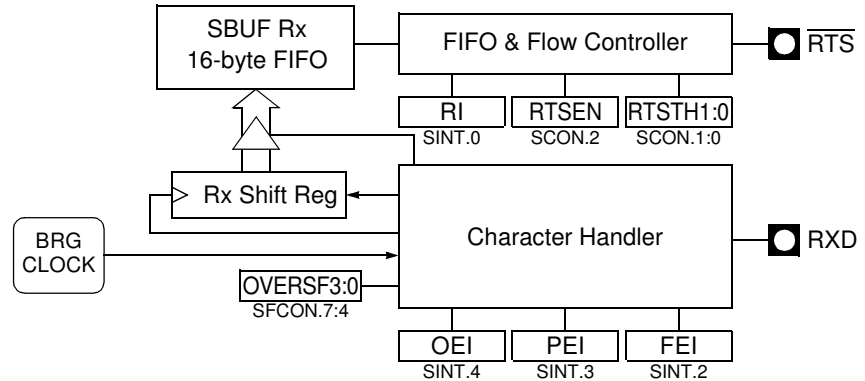 SBUF Rx
16-byte FIFO
FIFO & Flow Controller
RTS
RI
RTSEN
RTSTH1:0
SINT.0
SCON.2
SCON.1:0
Rx Shift Reg
Character Handler
RXD
BRG
CLOCK
OVERSF3:0
SFCON.7:4
OEI
PEI
FEI
SINT.4
SINT.3
SINT.2